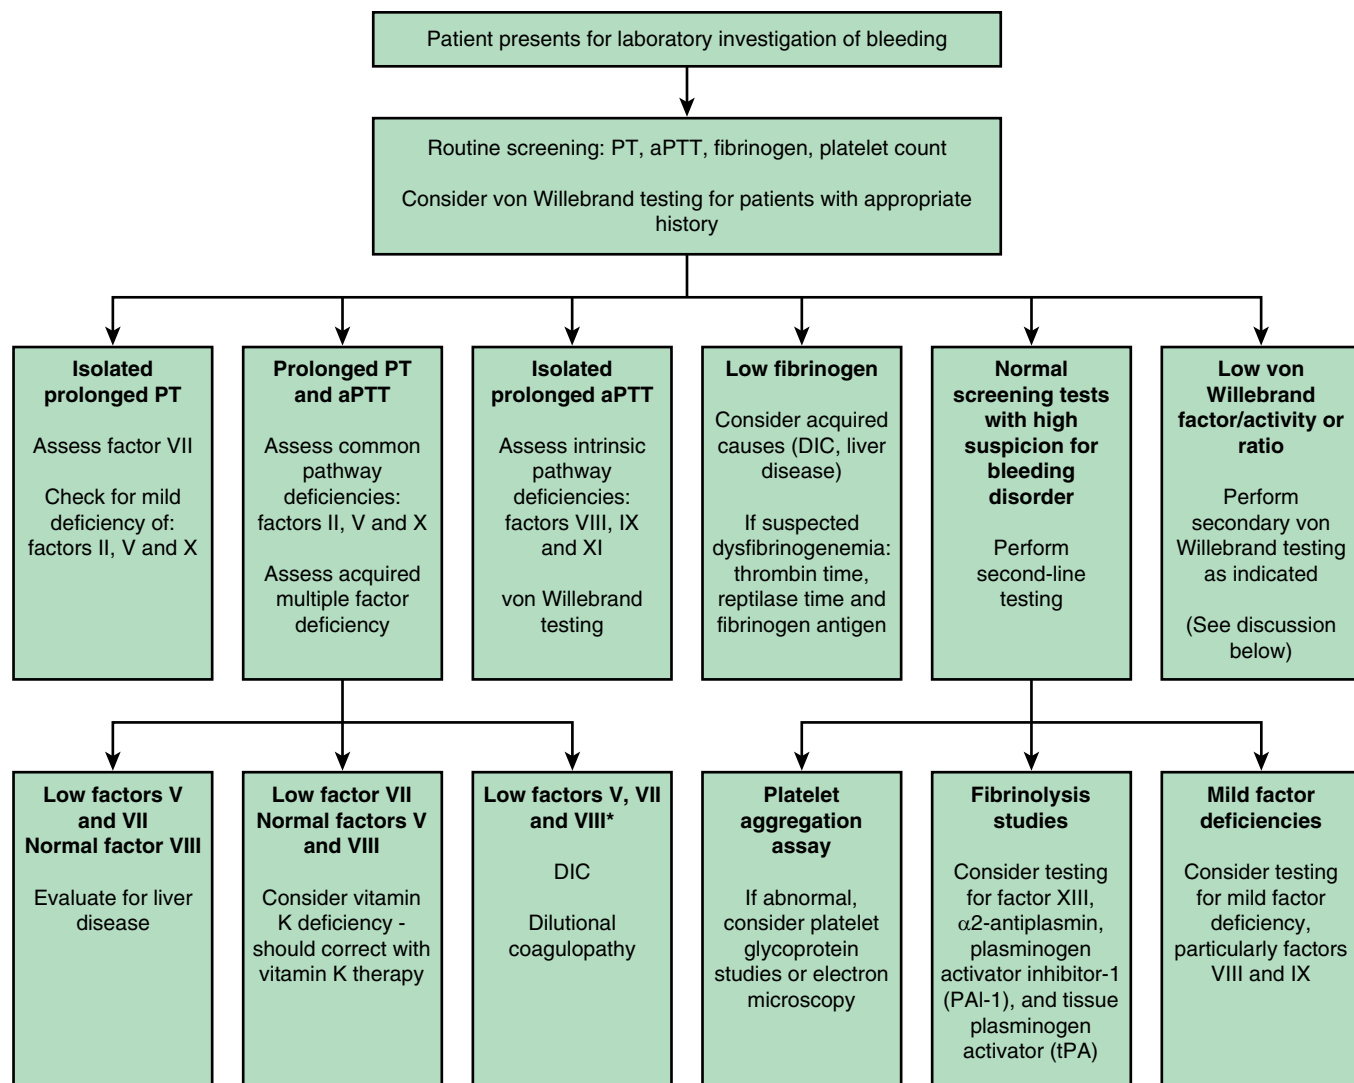 Patient presents for laboratory investigation of bleeding
Routine screening: PT, aPTT, fibrinogen, platelet count
Consider von Willebrand testing for patients with appropriate
history
Isolated
prolonged PT
Assess factor VII
Check for mild
deficiency of:
factors II, V and X
Prolonged PT
and aPTT
Assess common
pathway
deficiencies:
factors II, V and X
Assess acquired
multiple factor
deficiency
Isolated
prolonged aPTT
Assess intrinsic
pathway
deficiencies:
factors VIII, IX
and XI
von Willebrand
testing
Low fibrinogen
Consider acquired
causes (DIC, liver
disease)
If suspected
dysfibrinogenemia:
thrombin time,
reptilase time and
fibrinogen antigen
Normal
screening tests
with high
suspicion for
bleeding
disorder
Perform
second-line
testing
Low von
Willebrand
factor/activity or
ratio
Perform
secondary von
Willebrand testing
as indicated
(See discussion
below)
Low factors V
and VII
Normal factor VIII
Evaluate for liver
disease
Low factor VII
Normal factors V
and VIII
Consider vitamin
K deficiency -
should correct with
vitamin K therapy
Low factors V, VII
and VIII*
DIC
Dilutional
coagulopathy
Platelet
aggregation
assay
If abnormal,
consider platelet
glycoprotein
studies or electron
microscopy
Fibrinolysis
studies
Consider testing
for factor XIII,
α2-antiplasmin,
plasminogen
activator inhibitor-1
(PAI-1), and tissue
plasminogen
activator (tPA)
Mild factor
deficiencies
Consider testing
for mild factor
deficiency,
particularly factors
VIII and IX